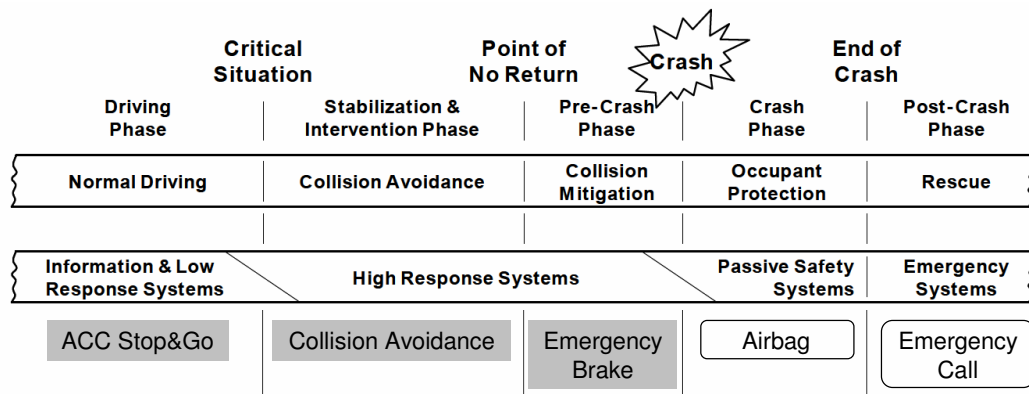 Critical
Situation
Point of
No Return
Crash
End of
Crash
Driving
Phase
Stabilization &
Intervention Phase
Pre-Crash
Phase
Crash
Phase
Post-Crash
Phase
Normal Driving
Collision Avoidance
Collision
Mitigation
Occupant
Protection
Rescue
Information & Low
Response Systems
High Response Systems
Passive Safety
Systems
Emergency
Systems
ACC Stop&Go
Collision Avoidance
Emergency
Brake
Airbag
Emergency
Call